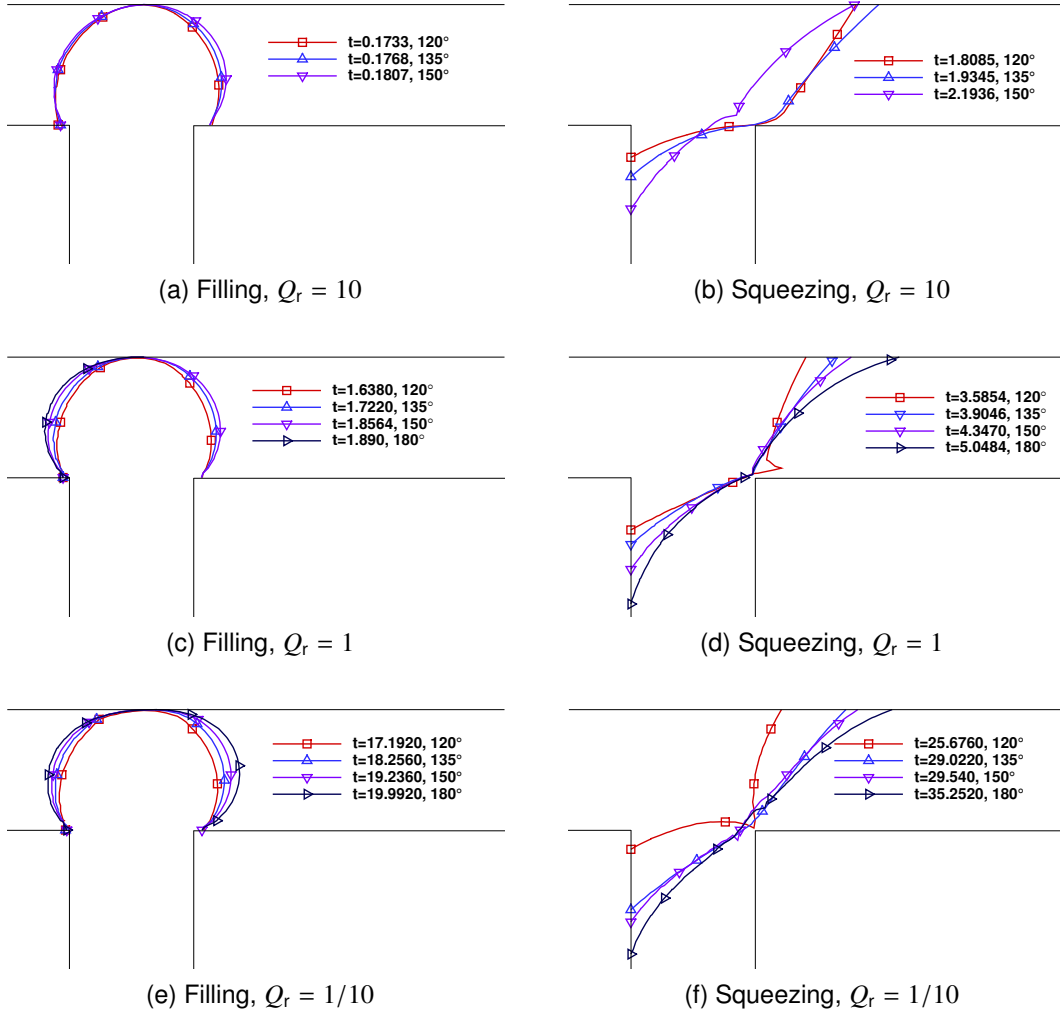 t=0.1733, 120°
t=0.1768, 135°
t=0.1807, 150°
t=1.8085, 120°
t=1.9345, 135°
t=2.1936, 150°
(a) Filling, Qr = 10
(b) Squeezing, Qr = 10
t=1.6380, 120°
t=1.7220, 135°
t=1.8564, 150°
t=1.890, 180°
t=3.5854, 120°
t=3.9046, 135°
t=4.3470, 150°
t=5.0484, 180°
(c) Filling, Qr = 1
(d) Squeezing, Qr = 1
t=17.1920, 120°
t=18.2560, 135°
t=19.2360, 150°
t=19.9920, 180°
t=25.6760, 120°
t=29.0220, 135°
t=29.540, 150°
t=35.2520, 180°
(e) Filling, Qr = 1/10
(f) Squeezing, Qr = 1/10